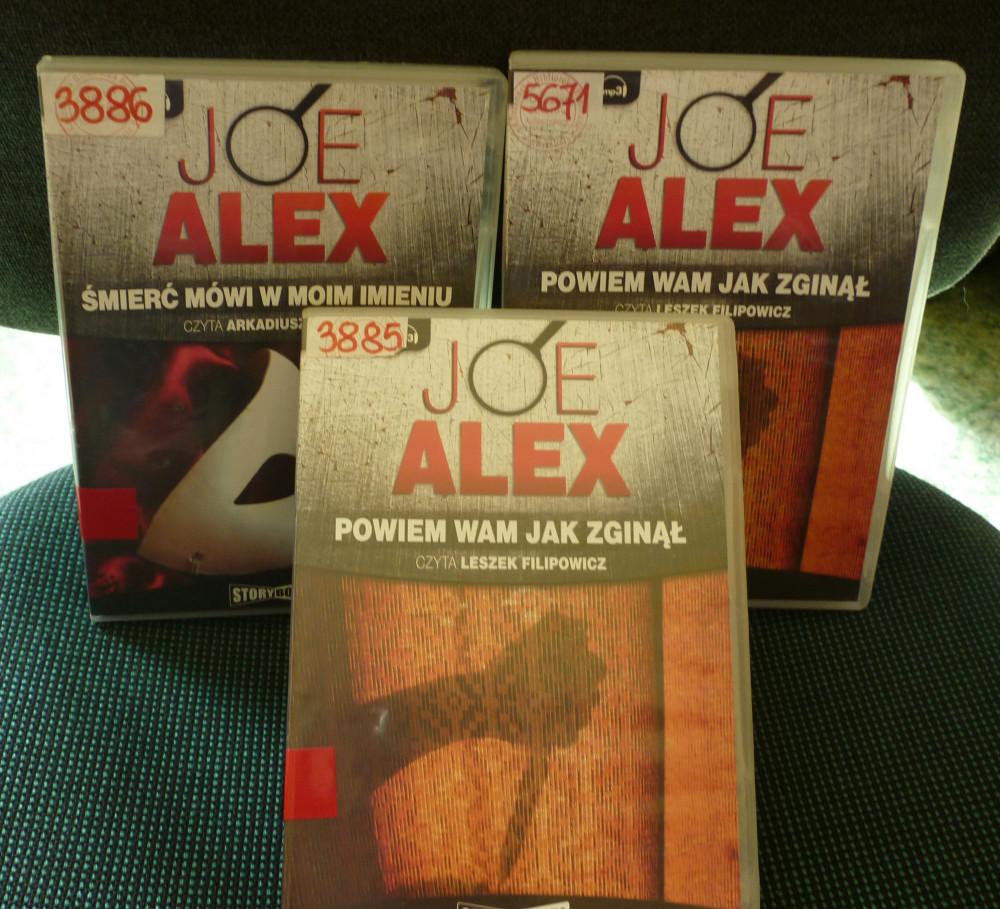 3886
JOE
ALEX
ŚMIERĆ MÓWI W MOIM IMIENIU
CZYTA ARKADIUSZ
5671
mp3
JOE
ALEX
POWIEM WAM JAK ZGINĄŁ
CZYTA LESZEK FILIPOWICZ
3885
JOE
ALEX
POWIEM WAM JAK ZGINĄŁ
CZYTA LESZEK FILIPOWICZ